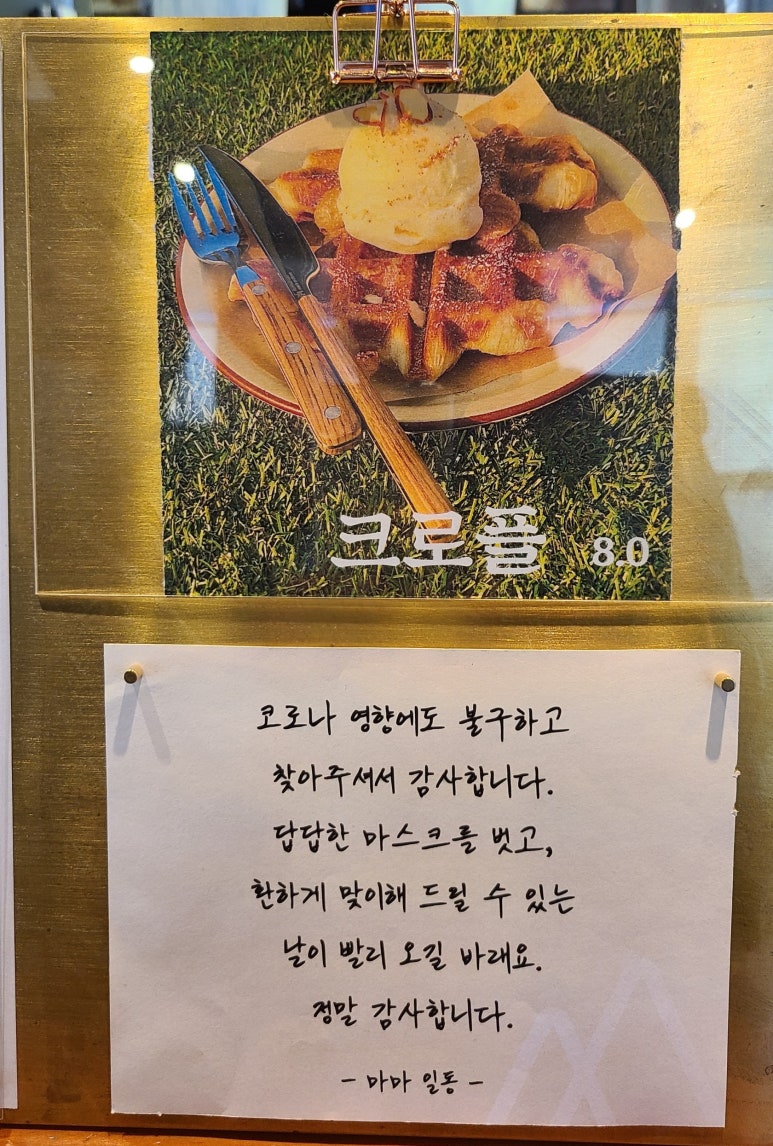 크로플 8.0
코로나 영향에도 불구하고
찾아주셔서 감사합니다.
답답한 마스크를 벗고,
환하게 맞이해 드릴 수 있는
날이 빨리 오길 바래요.
정말 감사합니다.
- 마마 일동 -